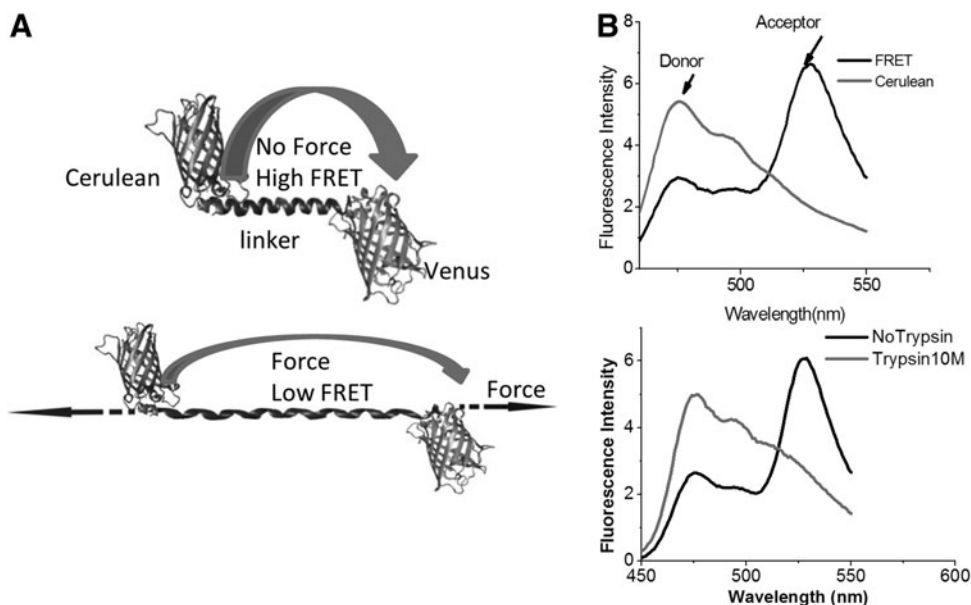 A
Cerulean
No Force
High FRET
linker
Venus
Force
Low FRET
Force
B
Fluorescence Intensity
8
6
4
2
0
Donor
Acceptor
FRET
Cerulean
500
550
Wavelength(nm)
Fluorescence Intensity
6
4
2
0
NoTrypsin
Trypsin10M
450
500
550
600
Wavelength (nm)